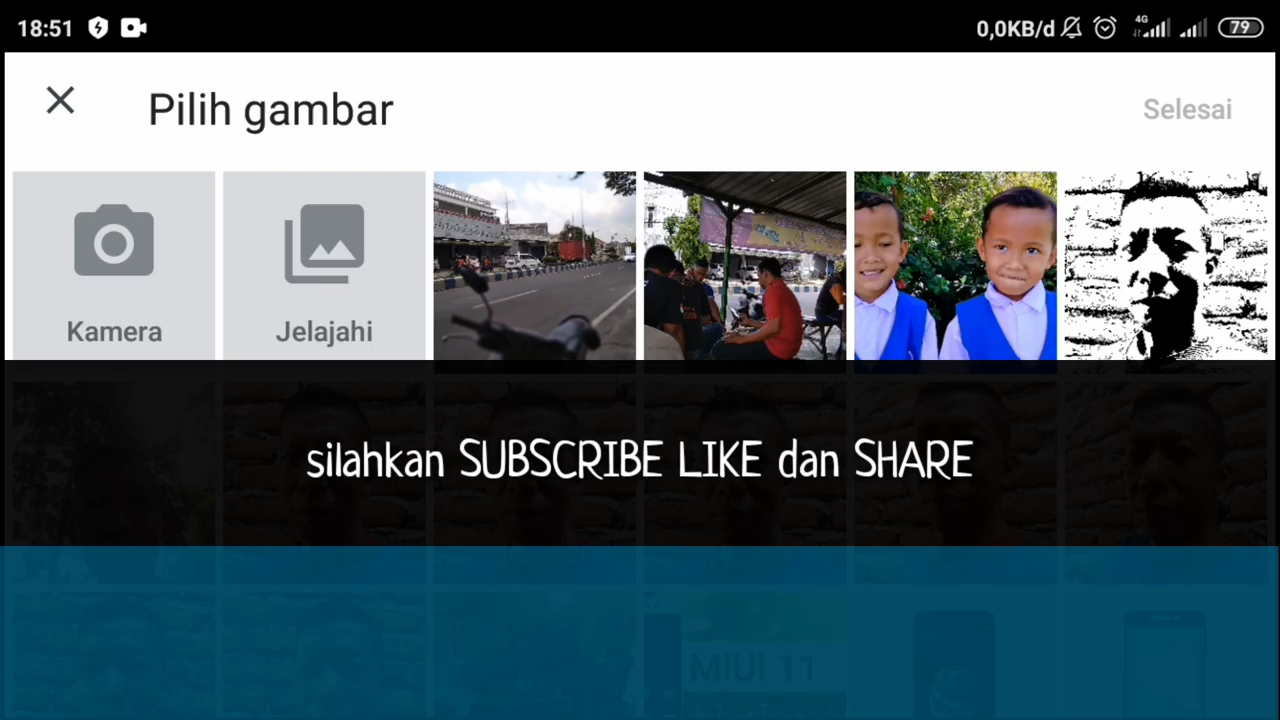 18:51
0,0KB/d
4G
79
Pilih gambar
Selesai
Kamera
Jelajahi
silahkan SUBSCRIBE LIKE dan SHARE
MIUI 11